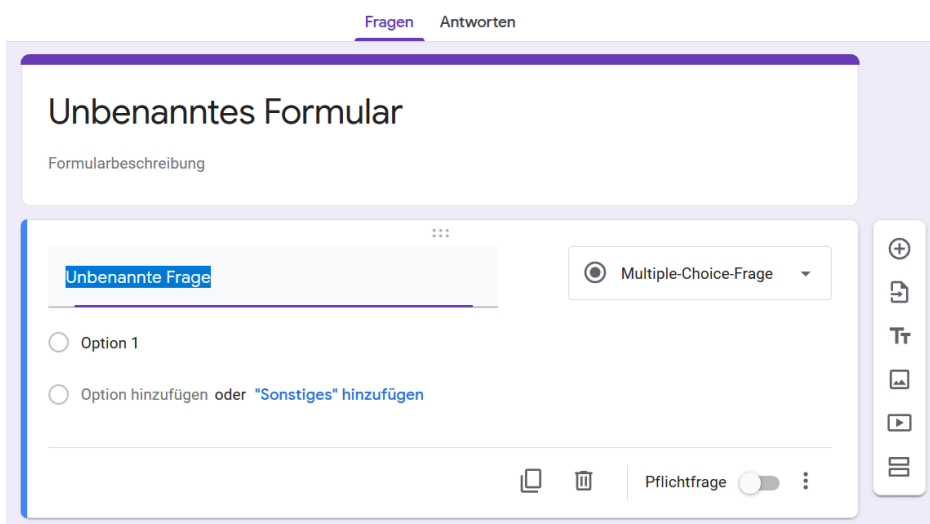 Fragen Antworten
Unbenanntes Formular
Formularbeschreibung
Unbenannte Frage
Multiple-Choice-Frage
Option 1
Option hinzufügen oder "Sonstiges" hinzufügen
Pflichtfrage